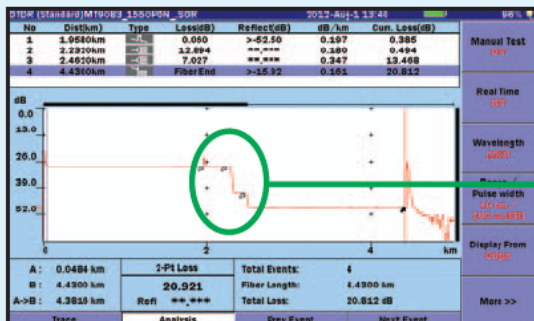 OTDR (Standard)MT9083_1550PON_.SOR 2012-Aug-1 13:46 96%
No Dist(km) Type Loss(dB) Reflect(dB) dB/km Cum. Loss(dB)
1 1.9580km 0.050 >-52.50 0.197 0.385
2 2.2320km 12.894 **.*** 0.180 0.494
3 2.4620km 7.027 **.*** 0.347 13.468
4 4.4300km Fiber End >-15.92 0.161 20.812
Manual Test
Real Time
Wavelength
Pulse width
Display From
More >>
dB
0.0
13.0
26.0
39.0
52.0
0 2 4 km
A : 0.0484 km
B : 4.4300 km
A->B : 4.3816 km
2-Pt Loss
20.921
Refl **.***
Total Events: 4
Fiber Length: 4.4300 km
Total Loss: 20.812 dB
Trace Analysis Prev Event Next Event